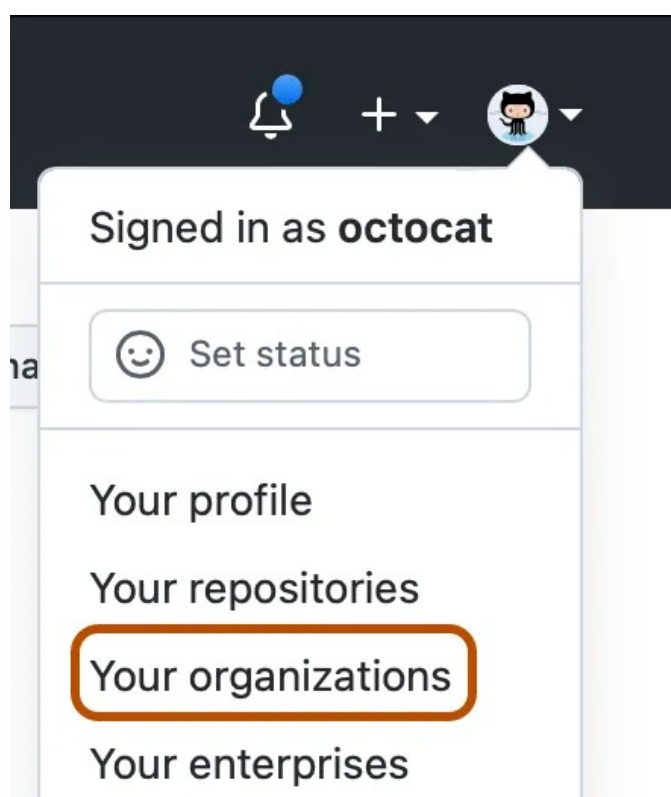 Signed in as octocat
Set status
Your profile
Your repositories
Your organizations
Your enterprises